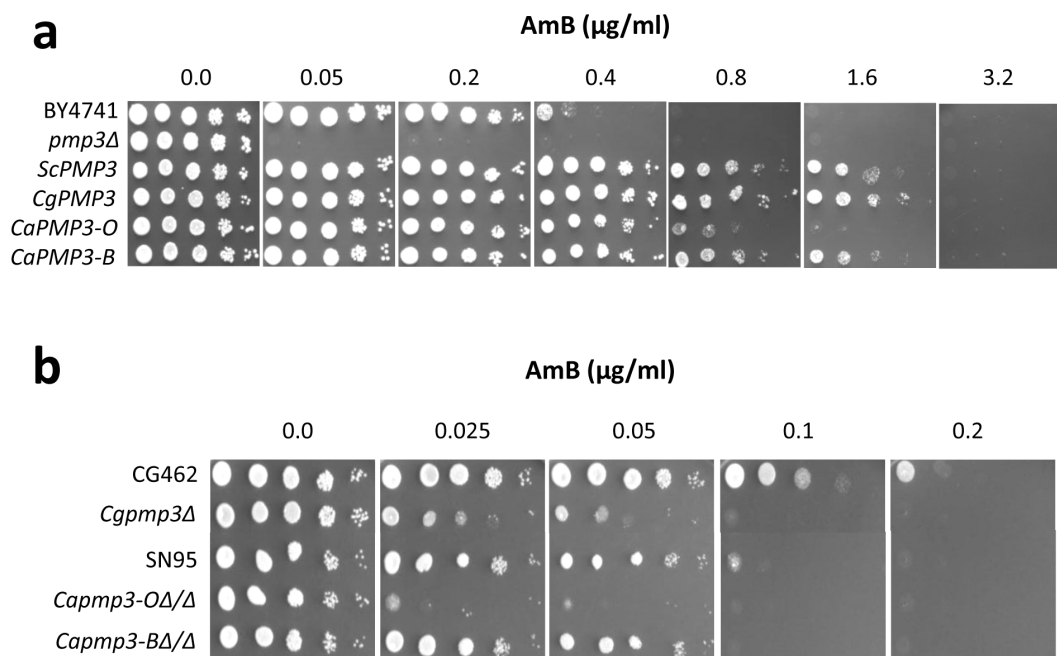 a
AmB (µg/ml)
0.0 0.05 0.2 0.4 0.8 1.6 3.2
BY4741
pmp3Δ
ScPMP3
CgPMP3
CaPMP3-O
CaPMP3-B
b
AmB (µg/ml)
0.0 0.025 0.05 0.1 0.2
CG462
Cgpmp3Δ
SN95
Capmp3-OΔ/Δ
Capmp3-BΔ/Δ